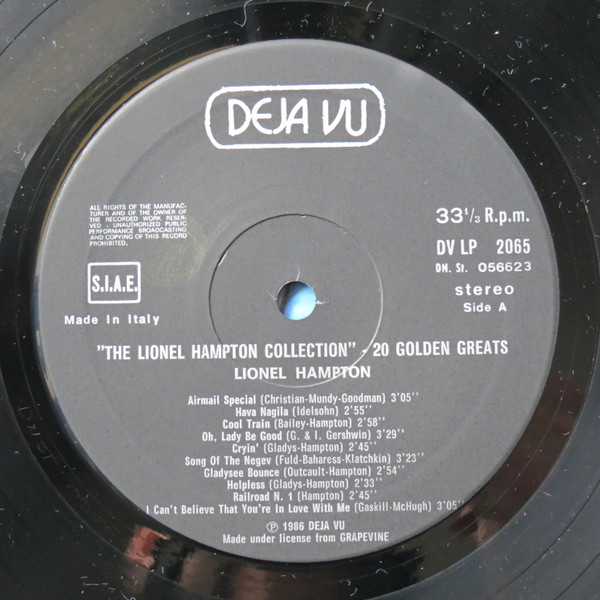 DEJA VU
ALL RIGHTS OF THE MANUFAC-
TURER AND OF THE OWNER OF
THE RECORDED WORK RESER-
VED - UNAUTHORIZED PUBLIC
PERFORMANCE BROADCASTING
AND COPYING OF THIS RECORD
PROHIBITED.
S.I.A.E.
Made In Italy
33 1/3 R.p.m.
DV LP 2065
DN. St. 056623
stereo
Side A
"THE LIONEL HAMPTON COLLECTION" - 20 GOLDEN GREATS
LIONEL HAMPTON
Airmail Special (Christian-Mundy-Goodman) 3'05''
Hava Nagila (Idelsohn) 2'55''
Cool Train (Bailey-Hampton) 2'58''
Oh, Lady Be Good (G. & I. Gershwin) 3'29''
Cryin' (Gladys-Hampton) 2'45''
Song Of The Negev (Fuld-Baharess-Klatchkin) 3'23''
Gladysee Bounce (Outcault-Hampton) 2'54''
Helpless (Gladys-Hampton) 2'33''
Railroad N. 1 (Hampton) 2'45''
I Can't Believe That You're In Love With Me (Gaskill-McHugh) 3'05''
℗ 1986 DEJA VU
Made under license from GRAPEVINE